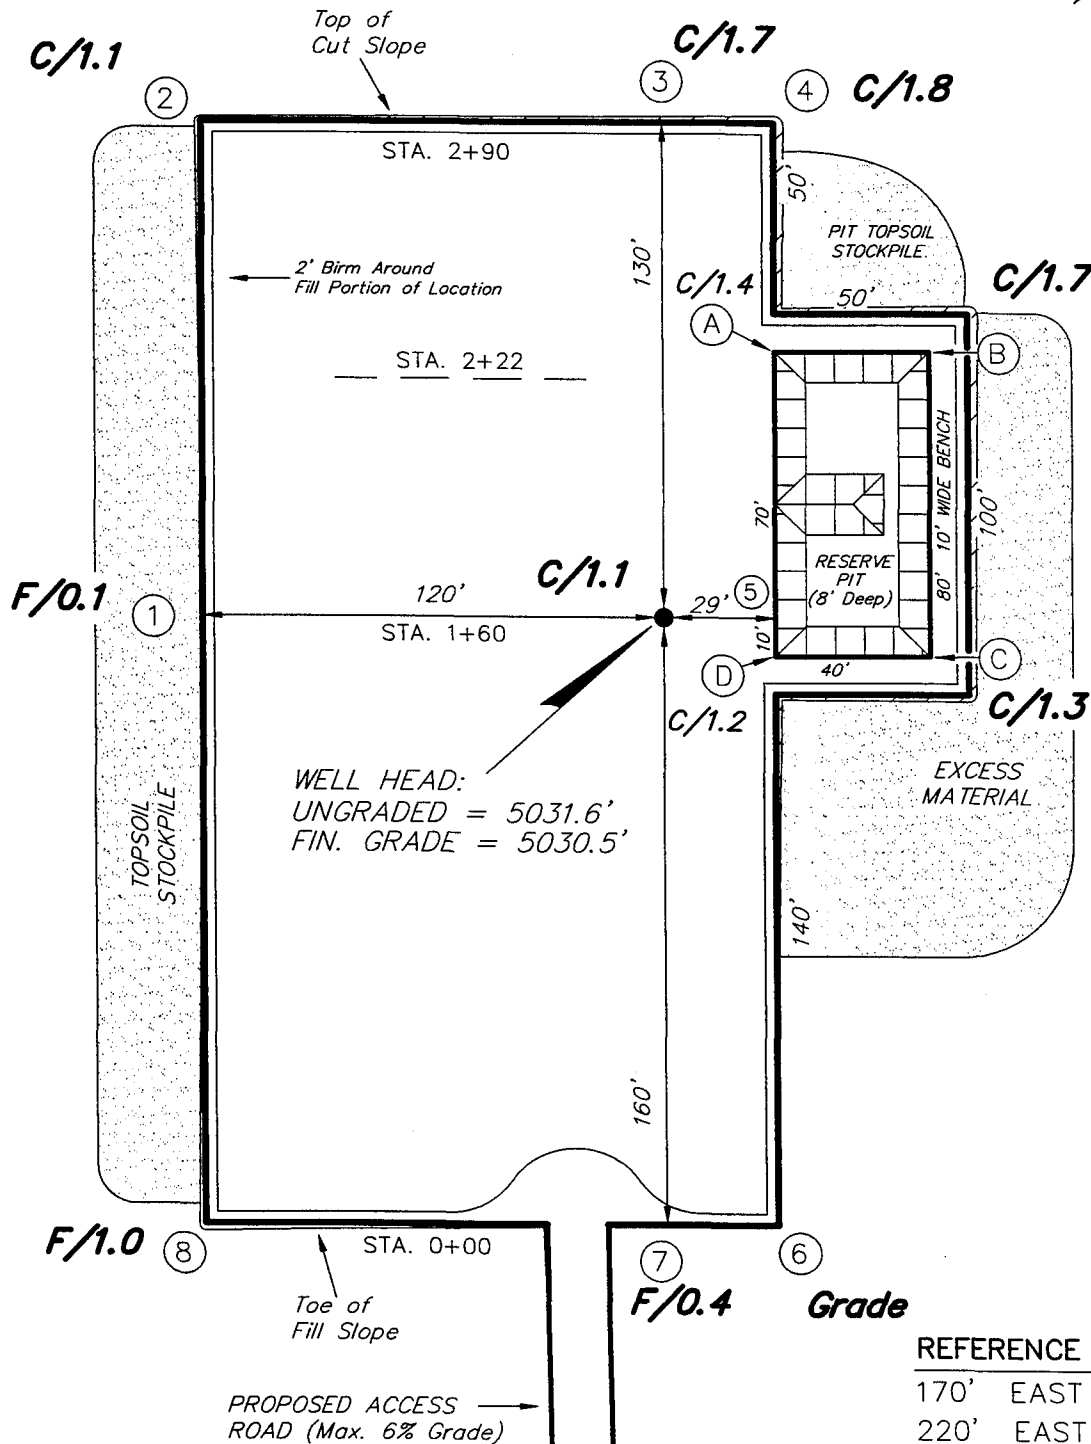 Top of
Cut Slope
C/1.1
C/1.7
2
3
4
C/1.8
STA. 2+90
50'
PIT TOPSOIL
STOCKPILE
130'
2' Birm Around
Fill Portion of Location
C/1.4
50'
C/1.7
A
B
STA. 2+22
10' WIDE BENCH
100'
70'
RESERVE
PIT
(8' Deep)
80'
C/1.1
F/0.1
1
120'
STA. 1+60
29'
5
10'
D
40'
C
C/1.2
C/1.3
WELL HEAD:
UNGRADED = 5031.6'
FIN. GRADE = 5030.5'
EXCESS
MATERIAL
TOPSOIL
STOCKPILE
140'
160'
F/1.0
8
STA. 0+00
7
6
F/0.4
Grade
Toe of
Fill Slope
PROPOSED ACCESS
ROAD (Max. 6% Grade)
REFERENCE
170' EAST
220' EAST